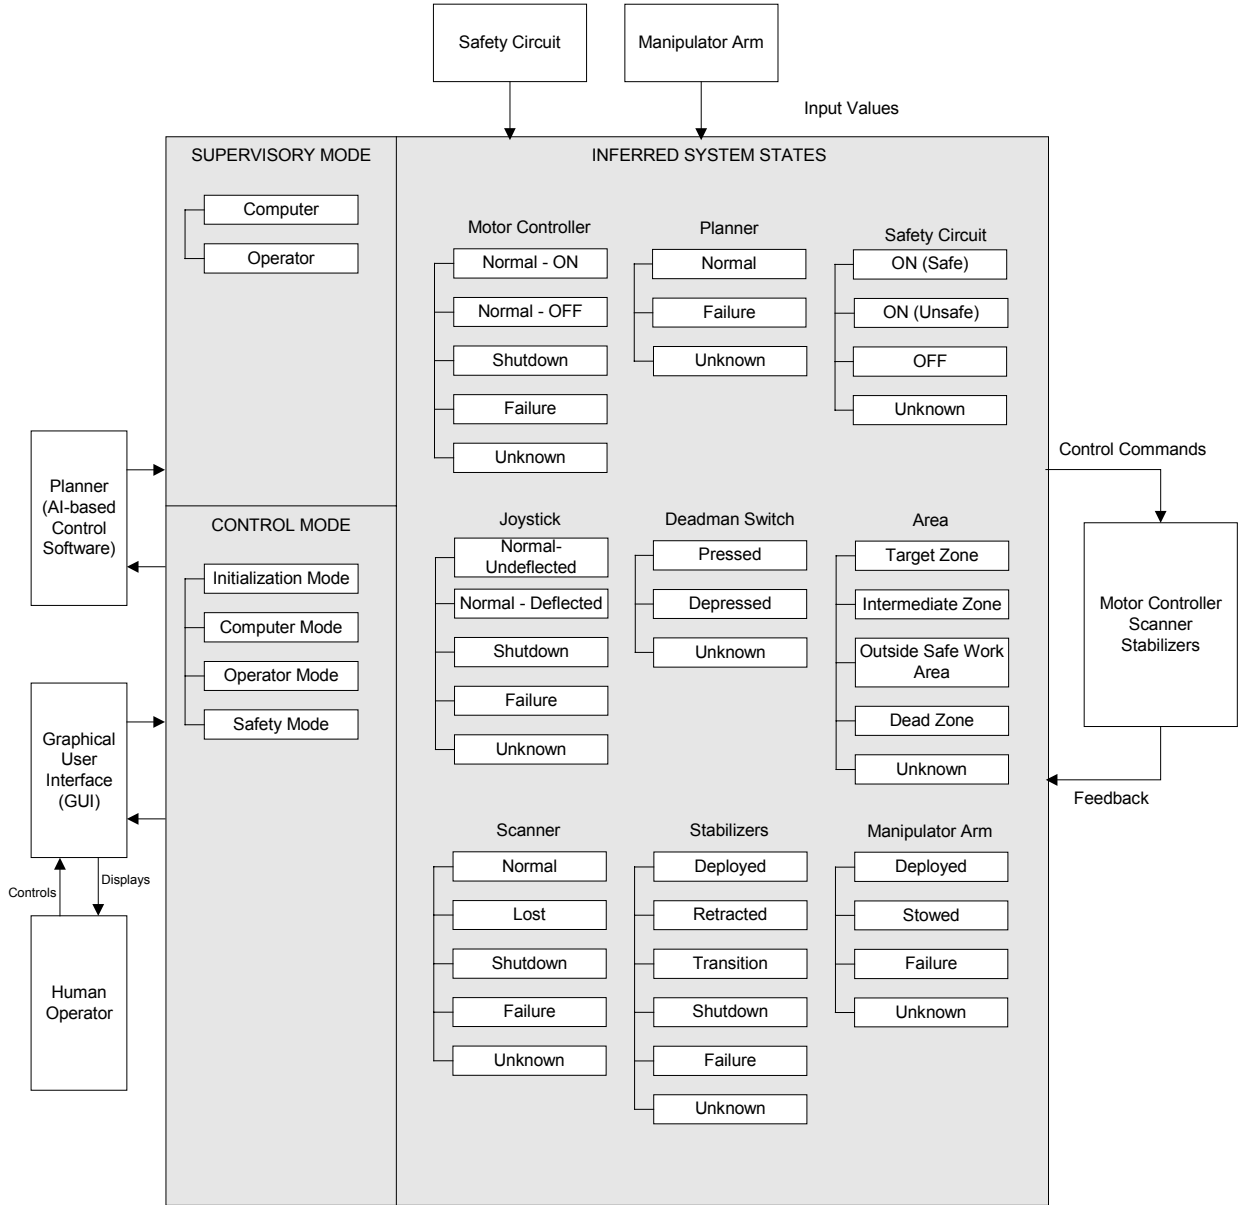 Safety Circuit
Manipulator Arm
Input Values
SUPERVISORY MODE
INFERRED SYSTEM STATES
Computer
Operator
Motor Controller
Normal - ON
Normal - OFF
Shutdown
Failure
Unknown
Planner
Normal
Failure
Unknown
Safety Circuit
ON (Safe)
ON (Unsafe)
OFF
Unknown
Control Commands
Planner
(AI-based
Control
Software)
CONTROL MODE
Initialization Mode
Computer Mode
Operator Mode
Safety Mode
Joystick
Normal-
Undeflected
Normal - Deflected
Shutdown
Failure
Unknown
Deadman Switch
Pressed
Depressed
Unknown
Area
Target Zone
Intermediate Zone
Outside Safe Work
Area
Dead Zone
Unknown
Motor Controller
Scanner
Stabilizers
Feedback
Graphical
User
Interface
(GUI)
Controls
Displays
Human
Operator
Scanner
Normal
Lost
Shutdown
Failure
Unknown
Stabilizers
Deployed
Retracted
Transition
Shutdown
Failure
Unknown
Manipulator Arm
Deployed
Stowed
Failure
Unknown